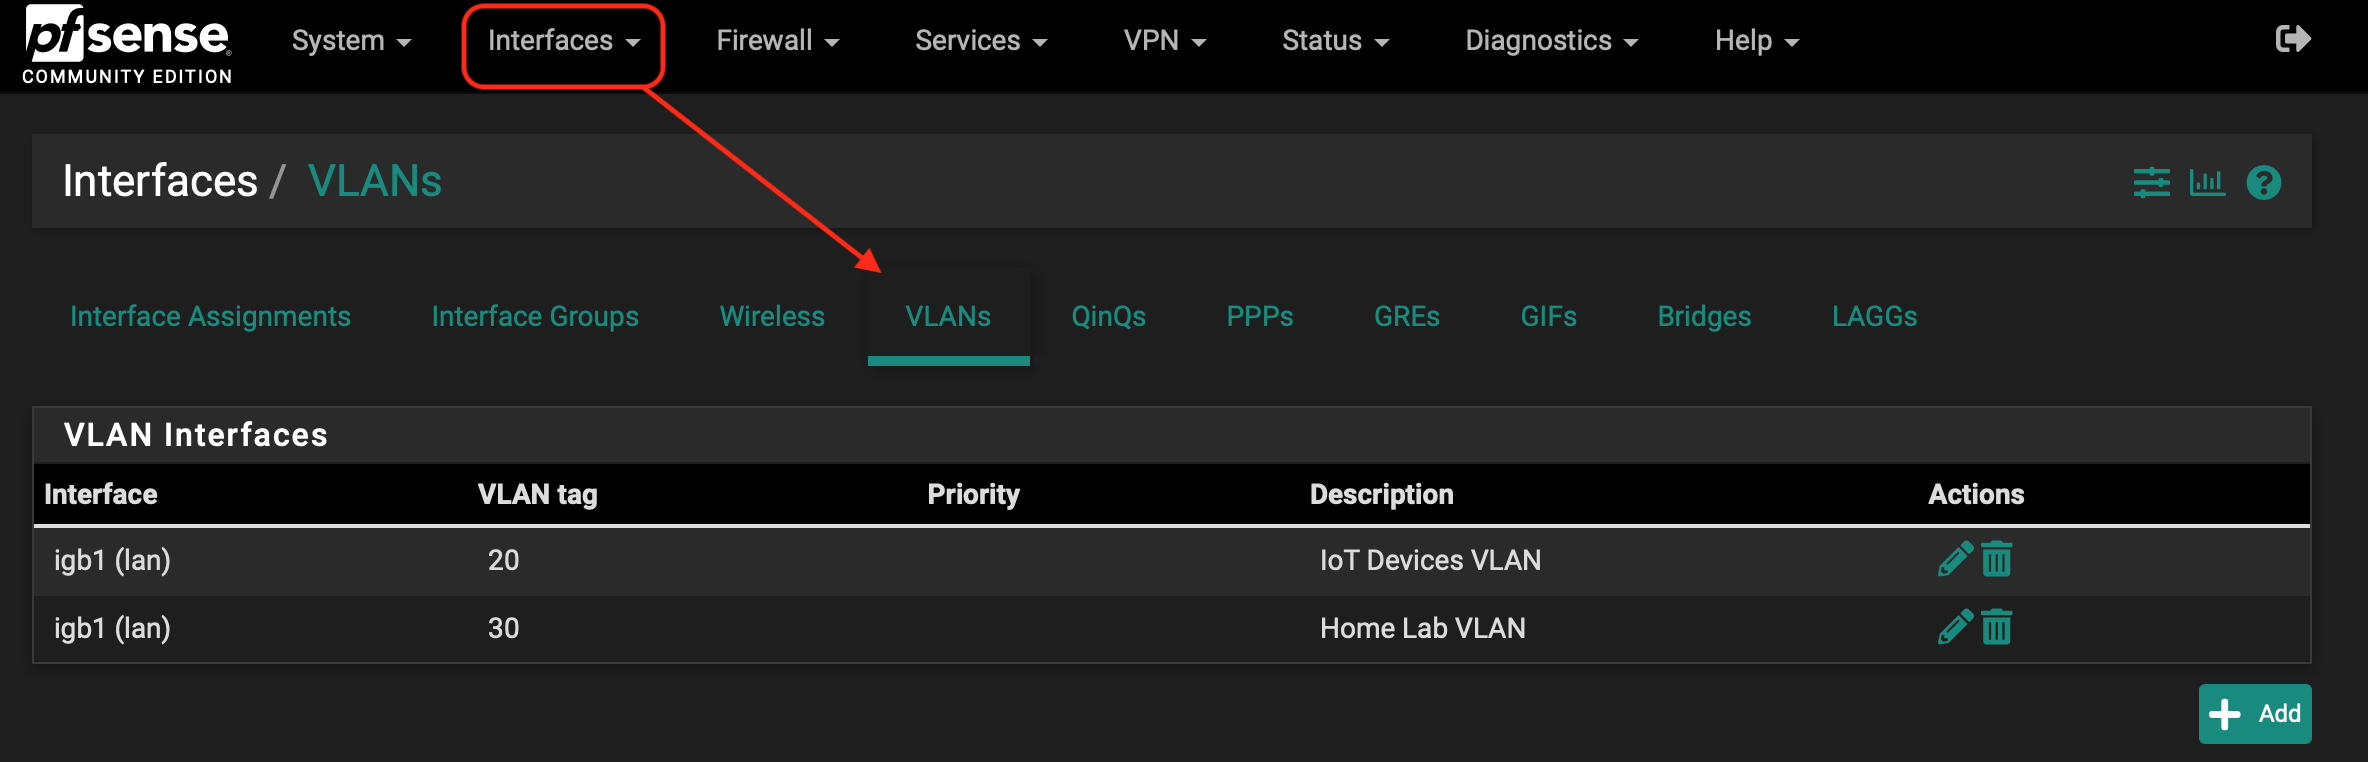 pfsense
COMMUNITY EDITION
System Interfaces Firewall Services VPN Status Diagnostics Help
Interfaces / VLANs
Interface Assignments Interface Groups Wireless VLANs QinQs PPPs GREs GIFs Bridges LAGGs
VLAN Interfaces
Interface VLAN tag Priority Description Actions
igb1 (lan) 20 IoT Devices VLAN
igb1 (lan) 30 Home Lab VLAN
Add